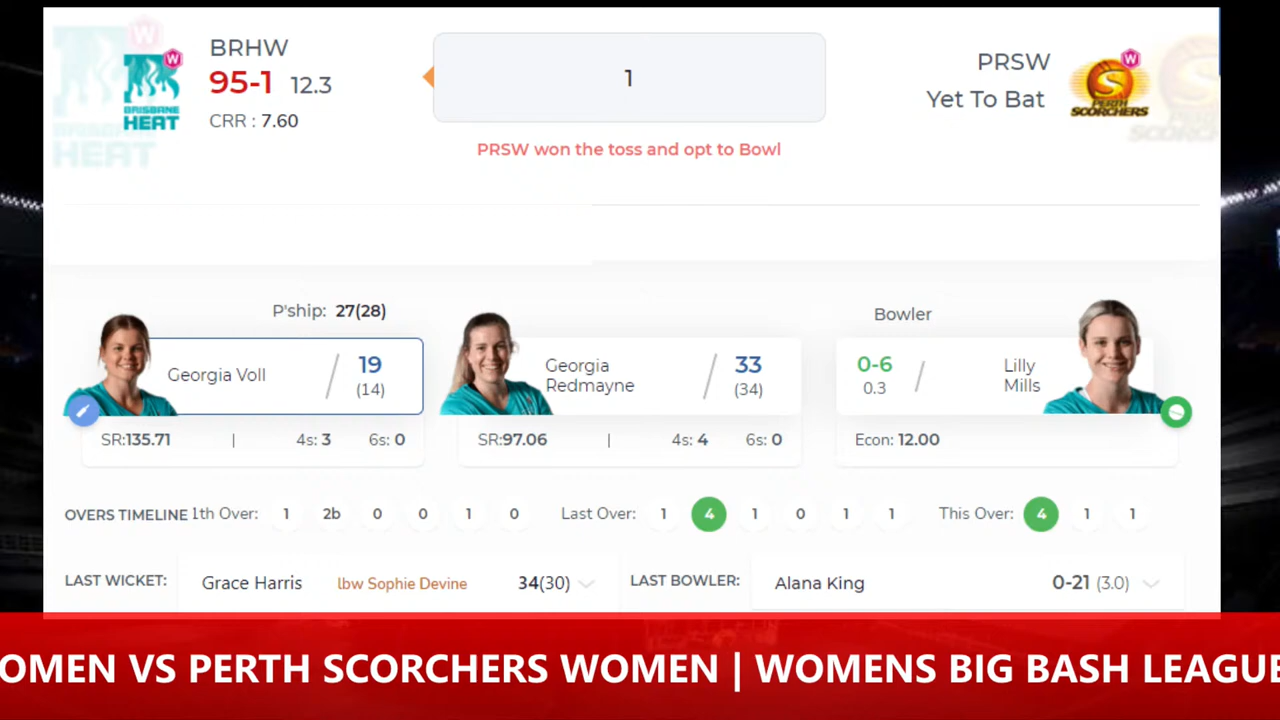 BRHW
95-1 12.3
CRR : 7.60
W
BRISBANE
HEAT
1
PRSW won the toss and opt to Bowl
PRSW
Yet To Bat
W
PERTH
SCORCHERS
P'ship: 27(28)
Georgia Voll
19
(14)
SR:135.71 | 4s: 3 6s: 0
Georgia
Redmayne
33
(34)
SR:97.06 | 4s: 4 6s: 0
Bowler
0-6
0.3
Lilly
Mills
Econ: 12.00
OVERS TIMELINE 1th Over: 1 2b 0 0 1 0 Last Over: 1 4 1 0 1 1 This Over: 4 1 1
LAST WICKET: Grace Harris lbw Sophie Devine 34(30) LAST BOWLER: Alana King 0-21 (3.0)
OMEN VS PERTH SCORCHERS WOMEN | WOMENS BIG BASH LEAGUE